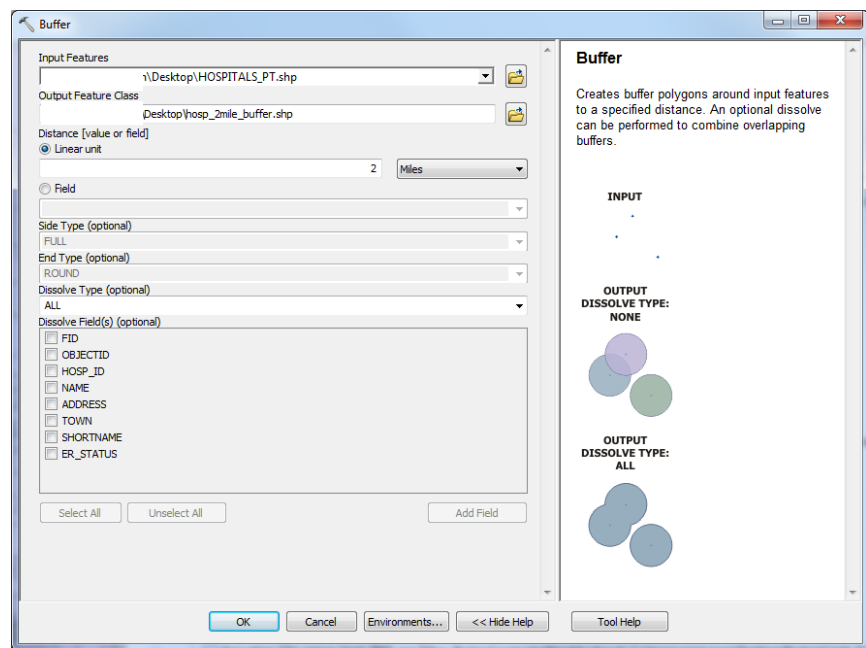 Buffer
Input Features
\Desktop\HOSPITALS_PT.shp
Output Feature Class
\Desktop\hosp_2mile_buffer.shp
Distance [value or field]
Linear unit
2 Miles
Field
Side Type (optional)
FULL
End Type (optional)
ROUND
Dissolve Type (optional)
ALL
Dissolve Field(s) (optional)
FID
OBJECTID
HOSP_ID
NAME
ADDRESS
TOWN
SHORTNAME
ER_STATUS
Select All Unselect All Add Field
OK Cancel Environments... << Hide Help Tool Help
Buffer
Creates buffer polygons around input features
to a specified distance. An optional dissolve
can be performed to combine overlapping
buffers.
INPUT
OUTPUT
DISSOLVE TYPE:
NONE
OUTPUT
DISSOLVE TYPE:
ALL